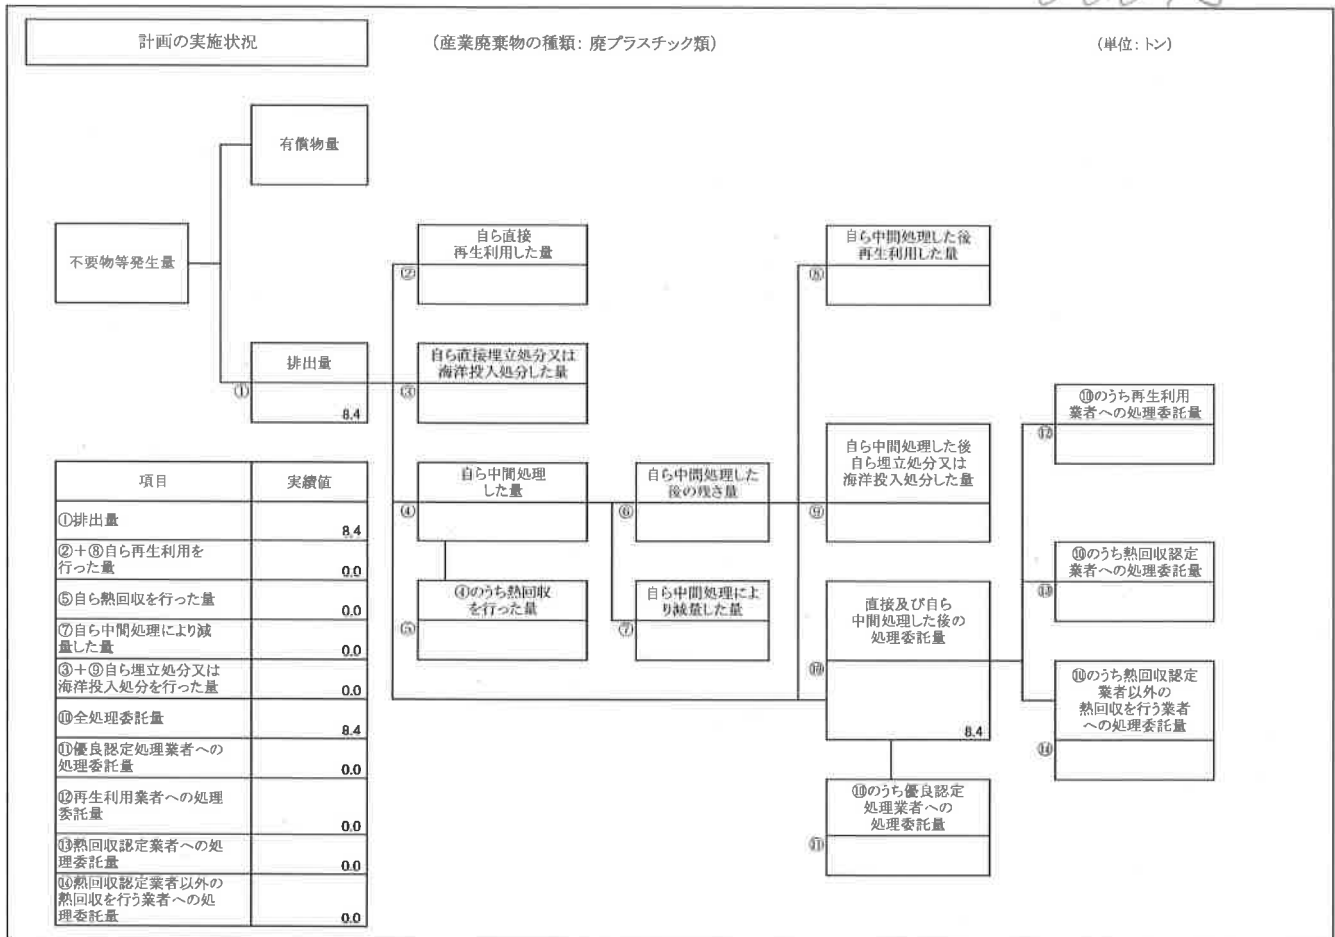 計画の実施状況
(産業廃棄物の種類: 廃プラスチック類)
(単位: トン)
有償物量
不要物等発生量
自ら直接
再生利用した量
②
自ら中間処理した後
再生利用した量
⑧
排出量
①
8.4
自ら直接埋立処分又は
海洋投入処分した量
③
⑩のうち再生利用
業者への処理委託量
⑫
自ら中間処理した後
自ら埋立処分又は
海洋投入処分した量
⑨
自ら中間処理
した量
④
自ら中間処理した
後の残さ量
⑥
④のうち熱回収
を行った量
⑤
自ら中間処理によ
り減量した量
⑦
直接及び自ら
中間処理した後の
処理委託量
⑩
8.4
⑩のうち熱回収認定
業者への処理委託量
⑬
⑩のうち熱回収認定
業者以外の
熱回収を行う業者
への処理委託量
⑭
⑩のうち優良認定
処理業者への
処理委託量
⑪
項目
実績値
①排出量
8.4
②+⑧自ら再生利用を
行った量
0.0
⑤自ら熱回収を行った量
0.0
⑦自ら中間処理により減
量した量
0.0
③+⑨自ら埋立処分又は
海洋投入処分を行った量
0.0
⑩全処理委託量
8.4
⑪優良認定処理業者への
処理委託量
0.0
⑫再生利用業者への処理
委託量
0.0
⑬熱回収認定業者への処
理委託量
0.0
⑭熱回収認定業者以外の
熱回収を行う業者への処
理委託量
0.0